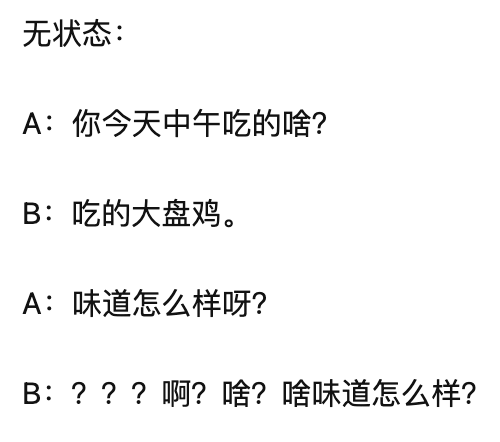 无状态：
A：你今天中午吃的啥？
B：吃的大盘鸡。
A：味道怎么样呀？
B：？？？啊？啥？啥味道怎么样？